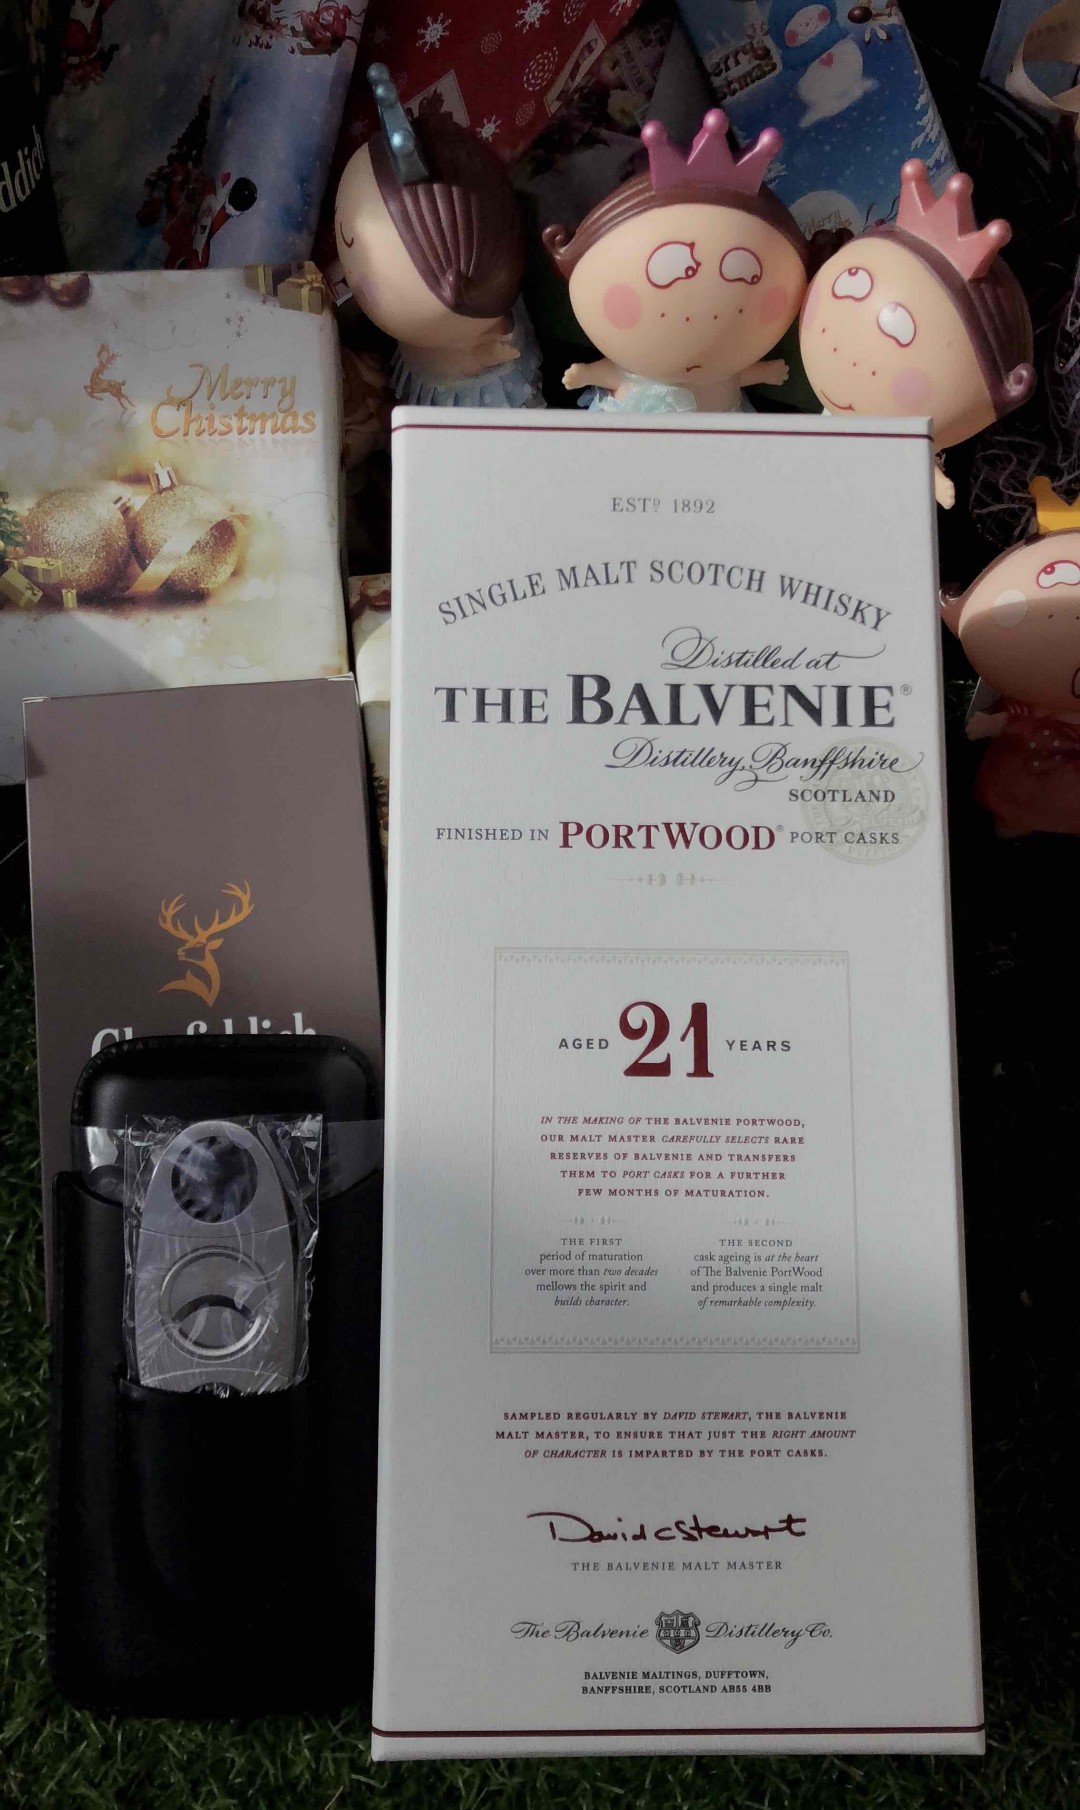 ddich
Merry
Christmas
Merry
Merry
Chistmas
Glenfiddich
ESTD 1892
SINGLE MALT SCOTCH WHISKY
Distilled at
THE BALVENIE®
Distillery, Banffshire
SCOTLAND
FINISHED IN PORTWOOD® PORT CASKS
AGED 21 YEARS
IN THE MAKING OF THE BALVENIE PORTWOOD,
OUR MALT MASTER CAREFULLY SELECTS RARE
RESERVES OF BALVENIE AND TRANSFERS
THEM TO PORT CASKS FOR A FURTHER
FEW MONTHS OF MATURATION.
THE FIRST
period of maturation
over more than two decades
mellows the spirit and
builds character.
THE SECOND
cask ageing is at the heart
of The Balvenie PortWood
and produces a single malt
of remarkable complexity.
SAMPLED REGULARLY BY DAVID STEWART, THE BALVENIE
MALT MASTER, TO ENSURE THAT JUST THE RIGHT AMOUNT
OF CHARACTER IS IMPARTED BY THE PORT CASKS.
David C Stewart
THE BALVENIE MALT MASTER
The Balvenie Distillery Co.
BALVENIE MALTINGS, DUFFTOWN,
BANFFSHIRE, SCOTLAND AB55 4BB